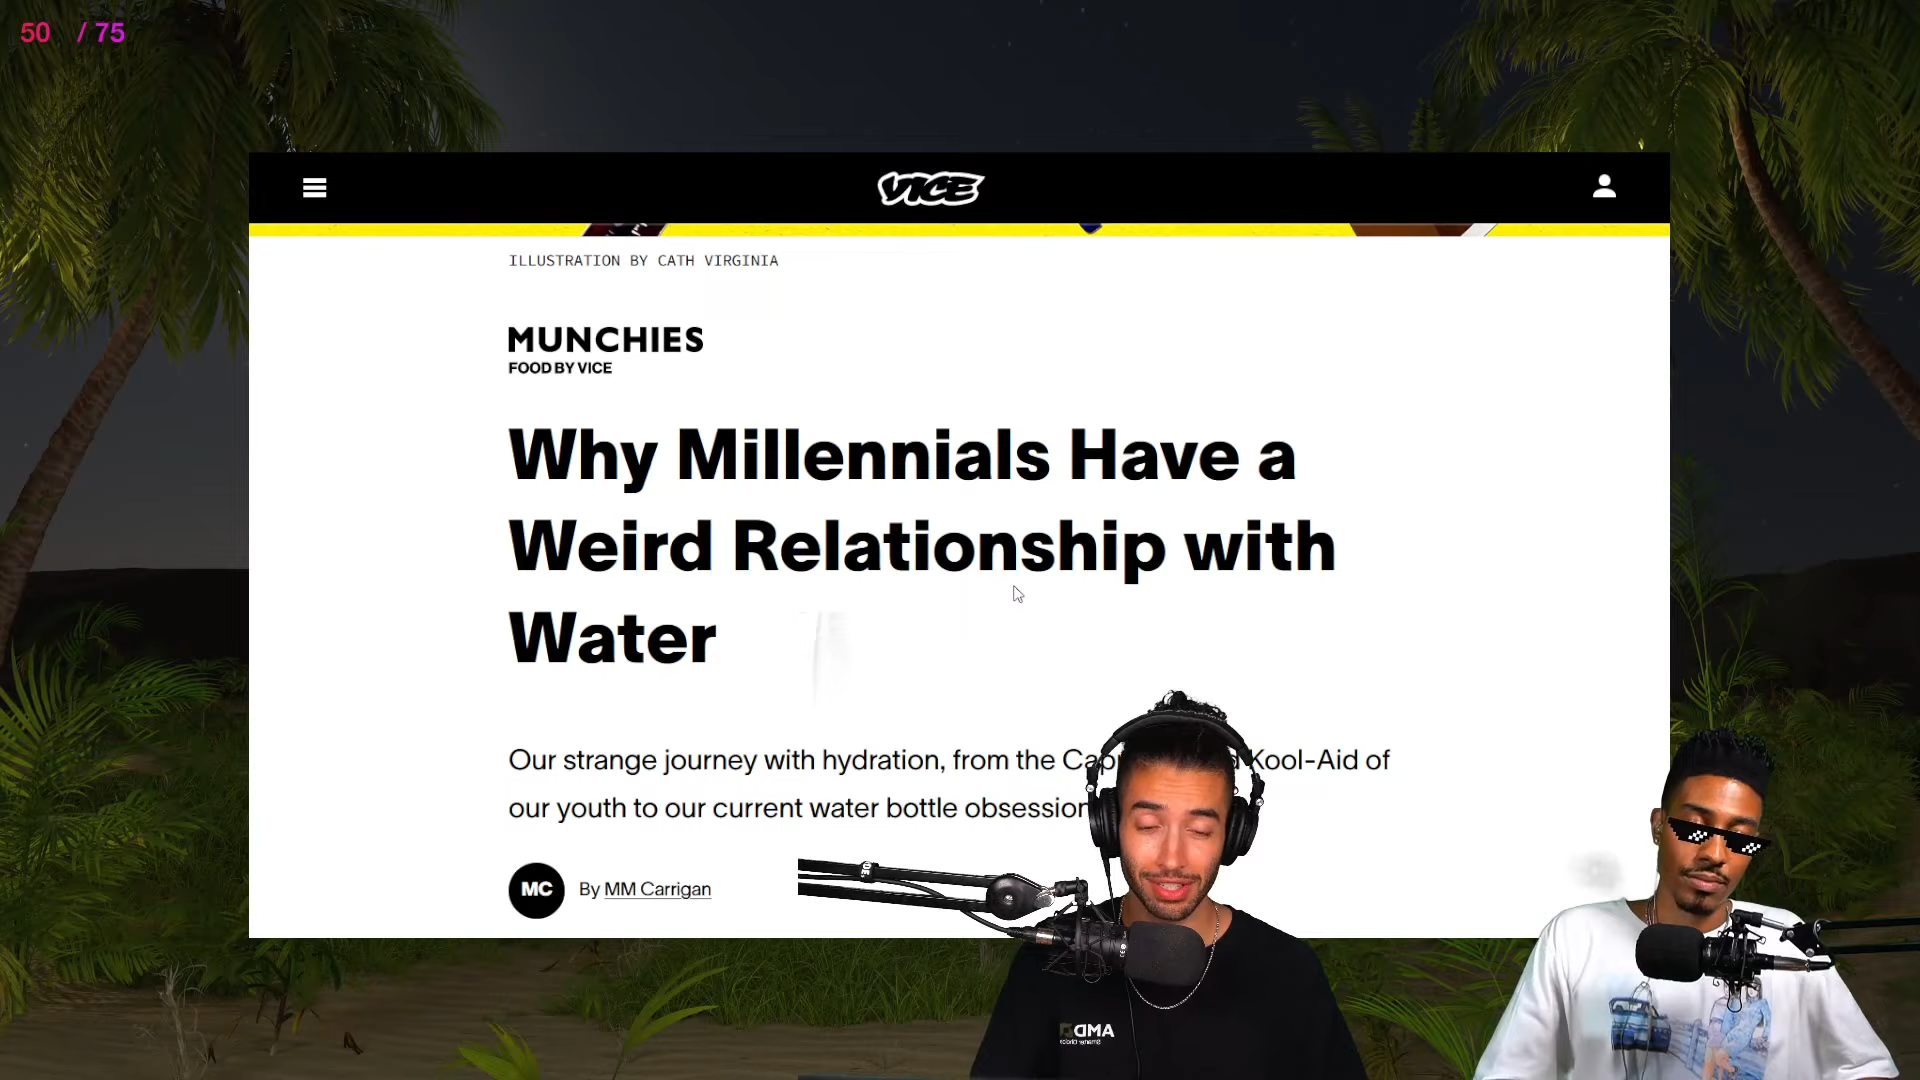 50 / 75
VICE
ILLUSTRATION BY CATH VIRGINIA
MUNCHIES
FOOD BY VICE
Why Millennials Have a
Weird Relationship with
Water
Our strange journey with hydration, from the Kool-Aid of
our youth to our current water bottle obsession
MC By MM Carrigan
AMD